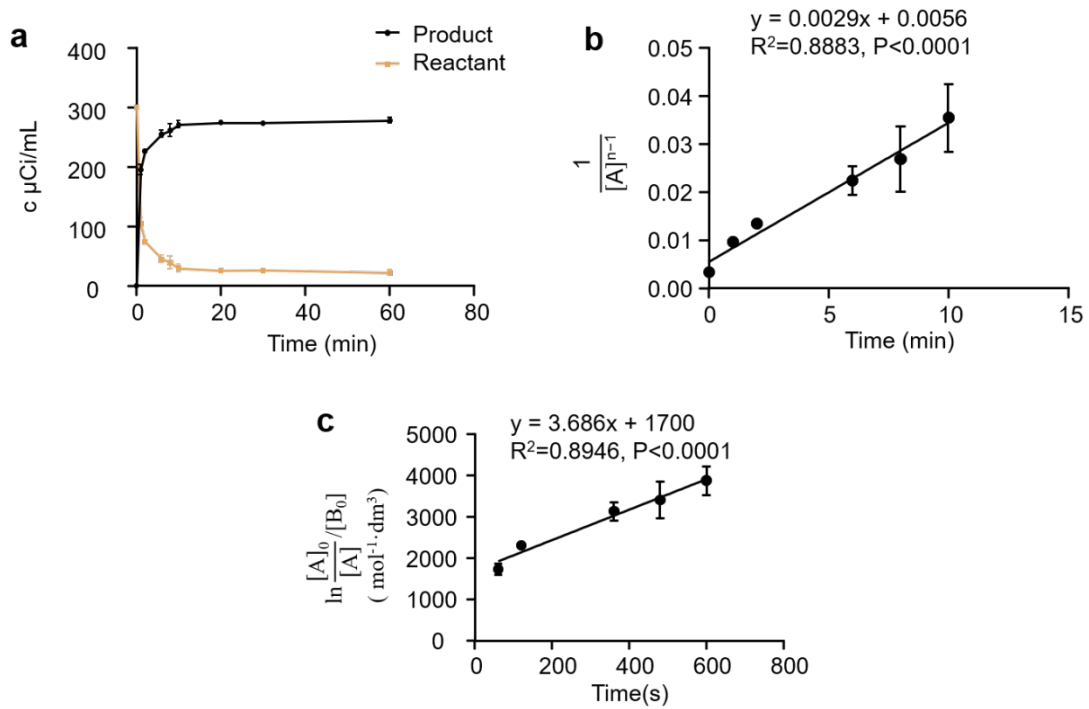 a
400
300
200
100
0
c μCi/mL
Product
Reactant
0 20 40 60 80
Time (min)
b
y = 0.0029x + 0.0056
R²=0.8883, P<0.0001
0.05
0.04
0.03
0.02
0.01
0.00
1
[A]ⁿ⁻¹
0 5 10 15
Time (min)
c
y = 3.686x + 1700
R²=0.8946, P<0.0001
5000
4000
3000
2000
1000
0
ln [A]₀/[A] /[B₀]
( mol⁻¹·dm³ )
0 200 400 600 800
Time(s)